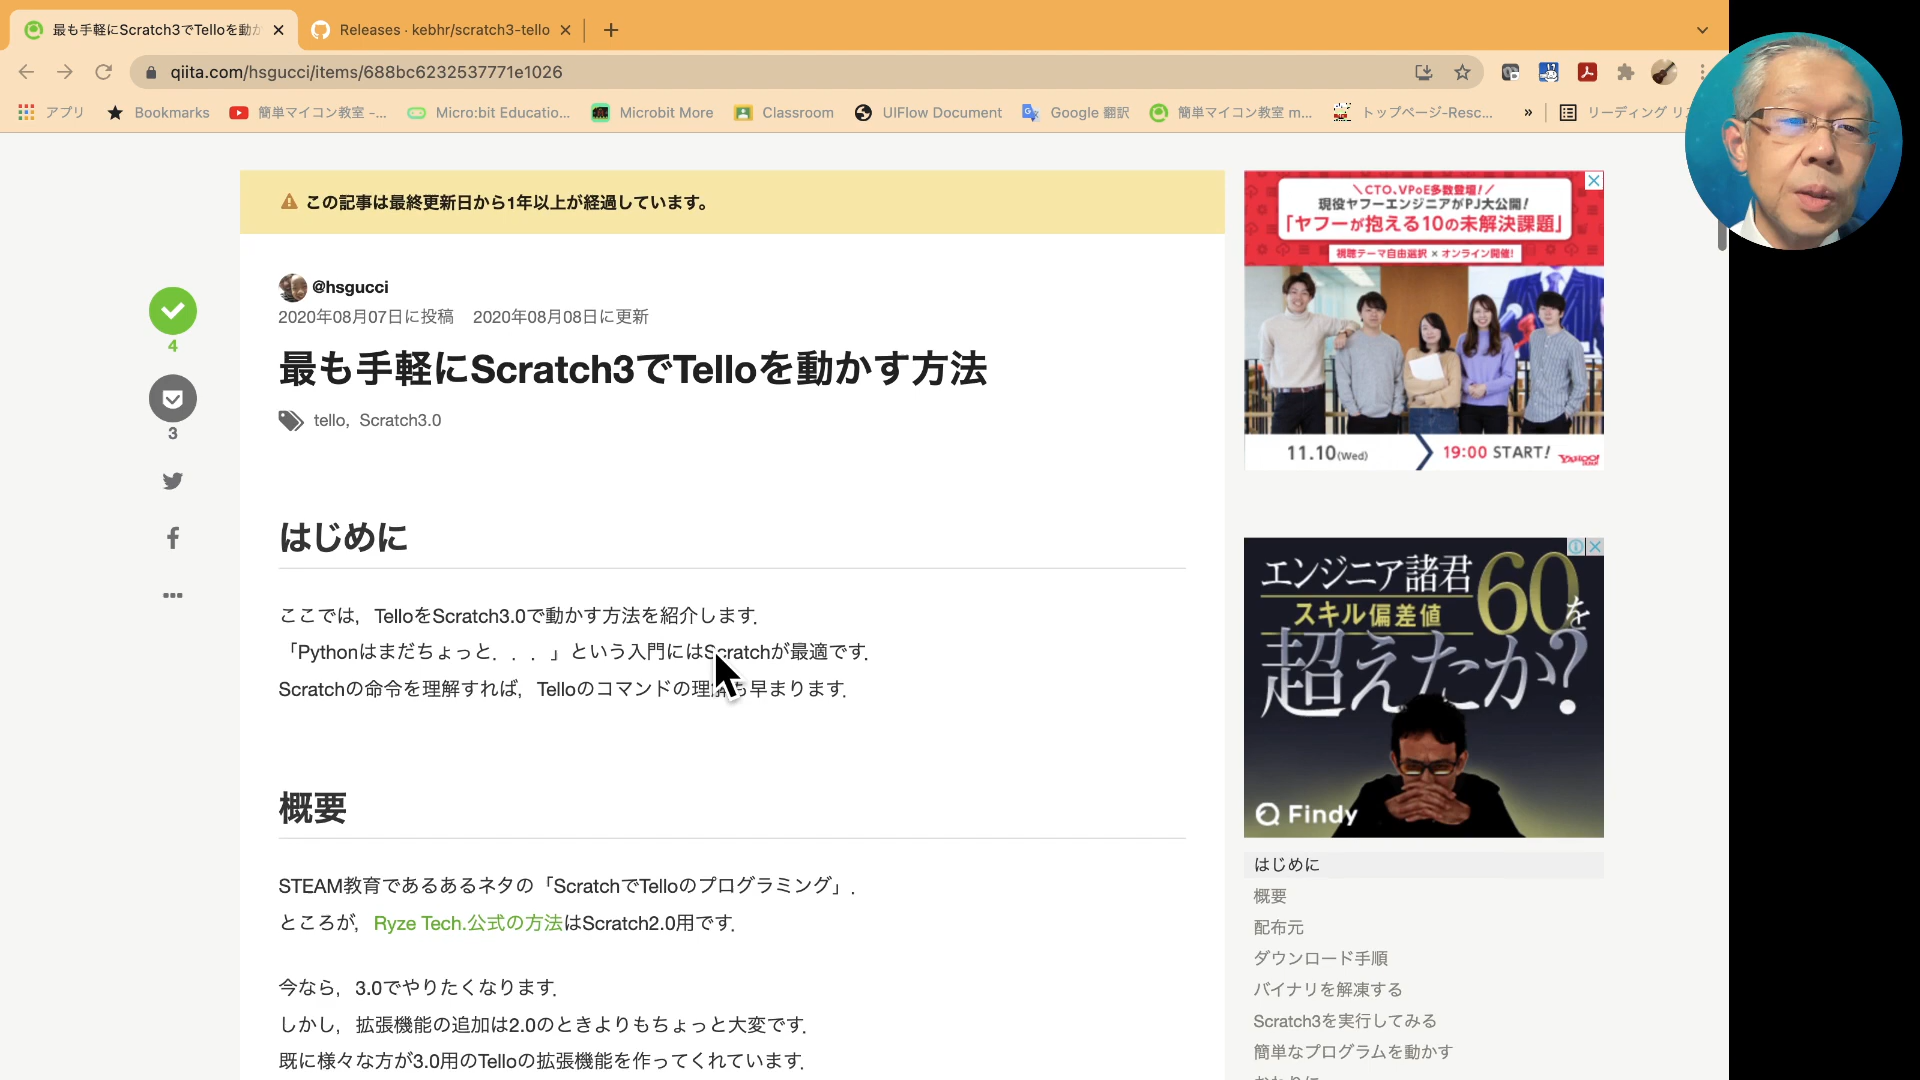 最も手軽にScratch3でTelloを動か
Releases · kebhr/scratch3-tello
qiita.com/hsgucci/items/688bc6232537771e1026
アプリ
Bookmarks
簡単マイコン教室 -...
Micro:bit Educatio...
Microbit More
Classroom
UIFlow Document
Google 翻訳
簡単マイコン教室 m...
トップページ-Resc...
»
リーディング リ
この記事は最終更新日から1年以上が経過しています。
@hsgucci
2020年08月07日に投稿 2020年08月08日に更新
最も手軽にScratch3でTelloを動かす方法
tello, Scratch3.0
4
3
はじめに
ここでは，TelloをScratch3.0で動かす方法を紹介します．
「Pythonはまだちょっと．．．」という入門にはScratchが最適です．
Scratchの命令を理解すれば，Telloのコマンドの理解も早まります．
概要
STEAM教育であるあるネタの「ScratchでTelloのプログラミング」．
ところが，Ryze Tech.公式の方法はScratch2.0用です．
今なら，3.0でやりたくなります．
しかし，拡張機能の追加は2.0のときよりもちょっと大変です．
既に様々な方が3.0用のTelloの拡張機能を作ってくれています．
＼CTO、VPoE多数登壇!／
現役ヤフーエンジニアがPJ大公開!
「ヤフーが抱える10の未解決課題」
視聴テーマ自由選択 × オンライン開催!
11.10(Wed)
19:00 START!
YAHOO!
JAPAN
エンジニア諸君
スキル偏差値60を
超えたか?
Findy
はじめに
概要
配布元
ダウンロード手順
バイナリを解凍する
Scratch3を実行してみる
簡単なプログラムを動かす
おわりに